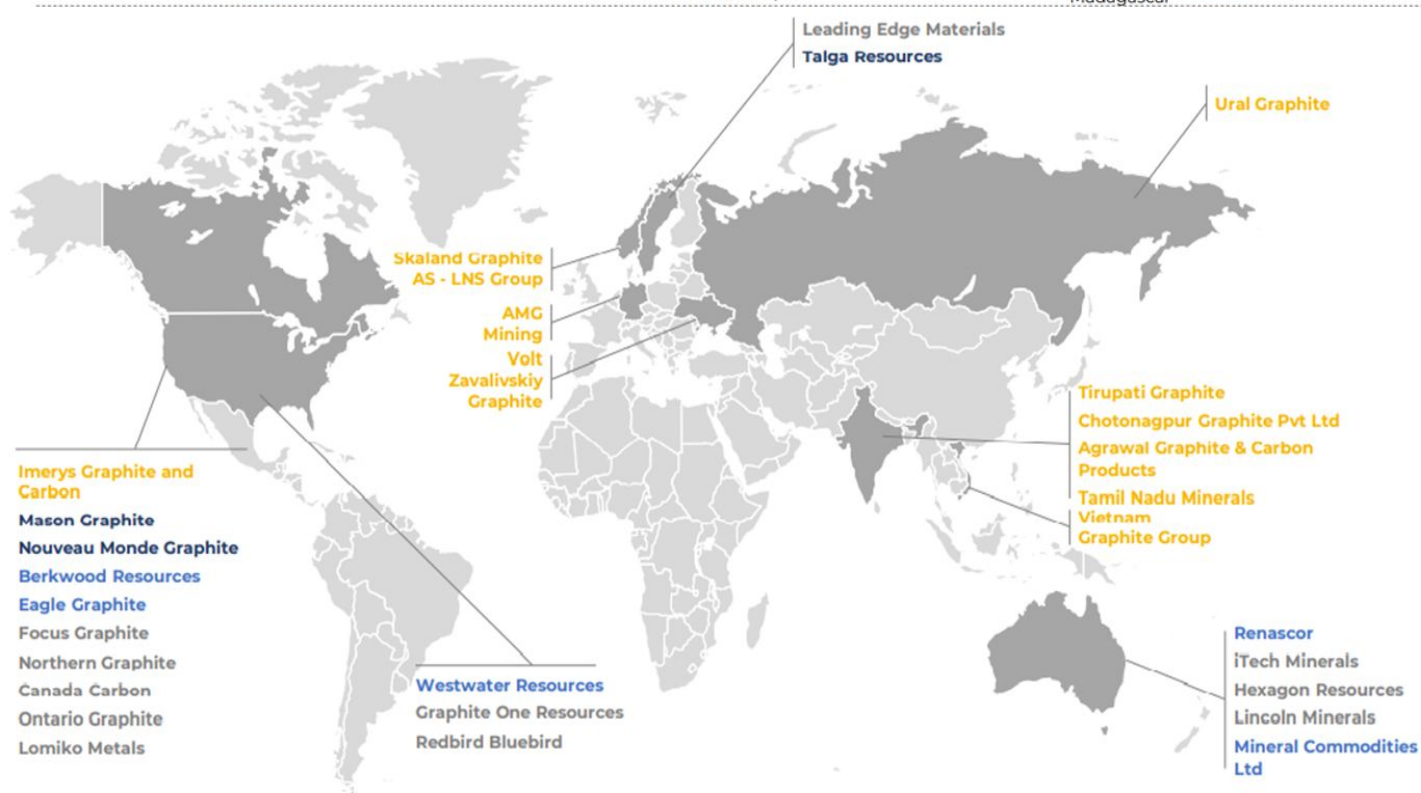 Madagascar
Leading Edge Materials
Talga Resources
Ural Graphite
Skaland Graphite
AS - LNS Group
AMG
Mining
Volt
Zavalivskiy
Graphite
Tirupati Graphite
Chotonagpur Graphite Pvt Ltd
Agrawal Graphite & Carbon
Products
Tamil Nadu Minerals
Vietnam
Graphite Group
Imerys Graphite and
Carbon
Mason Graphite
Nouveau Monde Graphite
Berkwood Resources
Eagle Graphite
Focus Graphite
Northern Graphite
Canada Carbon
Ontario Graphite
Lomiko Metals
Westwater Resources
Graphite One Resources
Redbird Bluebird
Renascor
iTech Minerals
Hexagon Resources
Lincoln Minerals
Mineral Commodities
Ltd